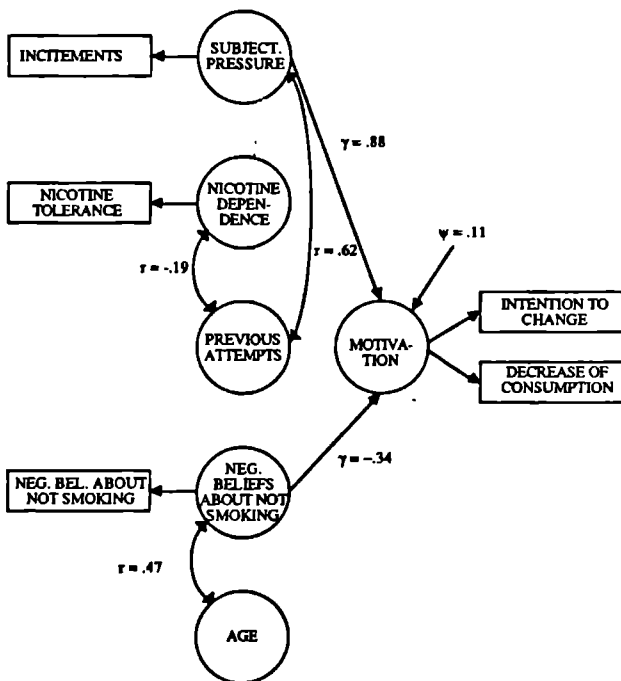 INCITEMENTS
SUBJECT.
PRESSURE
γ = .88
NICOTINE
TOLERANCE
NICOTINE
DEPEN-
DENCE
r = -.19
r = .62
ψ = .11
PREVIOUS
ATTEMPTS
MOTIVA-
TION
INTENTION TO
CHANGE
DECREASE OF
CONSUMPTION
γ = -.34
NEG. BEL. ABOUT
NOT SMOKING
NEG.
BELIEFS
ABOUT NOT
SMOKING
r = .47
AGE